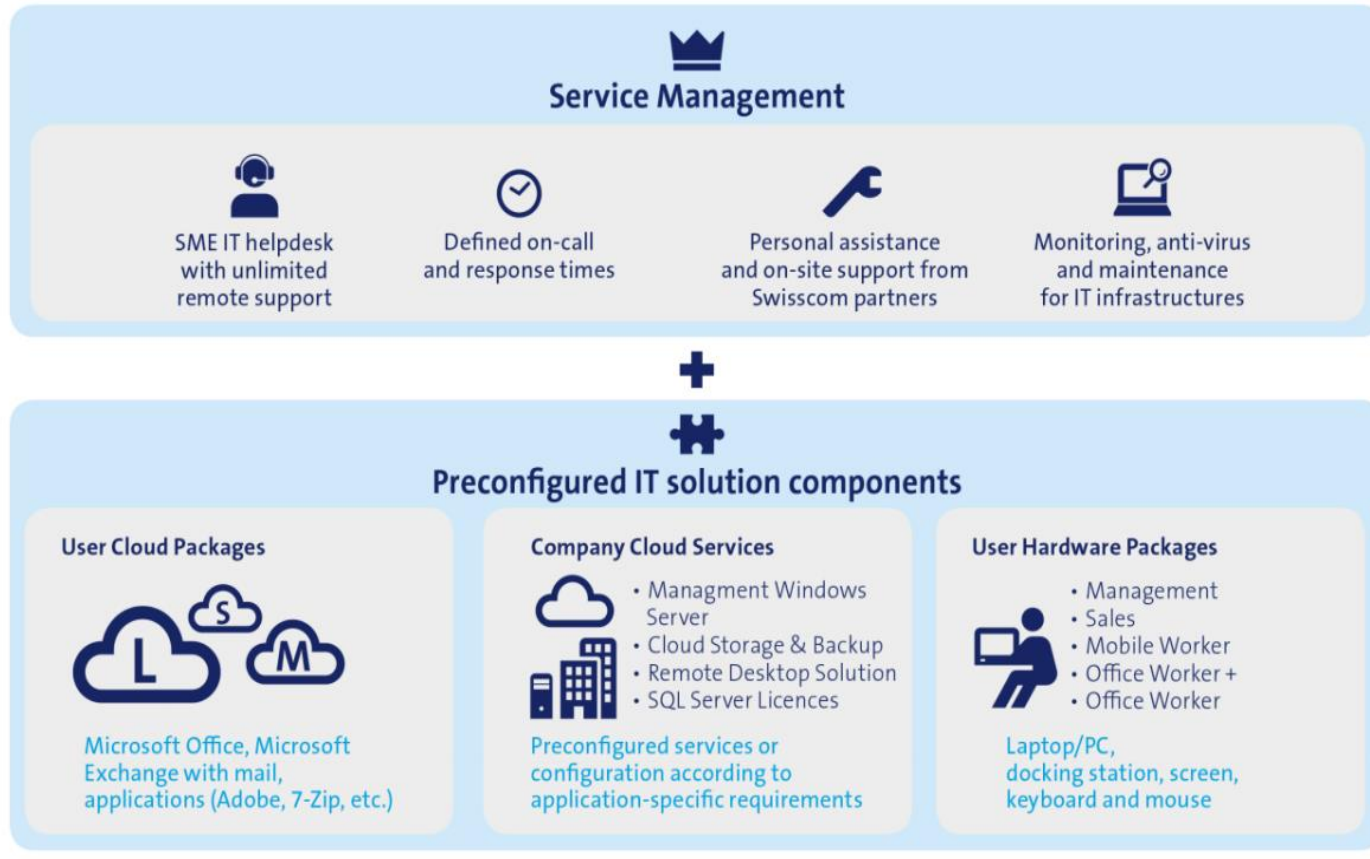 Service Management
SME IT helpdesk
with unlimited
remote support
Defined on-call
and response times
Personal assistance
and on-site support from
Swisscom partners
Monitoring, anti-virus
and maintenance
for IT infrastructures
Preconfigured IT solution components
User Cloud Packages
L
S
M
Microsoft Office, Microsoft
Exchange with mail,
applications (Adobe, 7-Zip, etc.)
Company Cloud Services
• Managment Windows
Server
• Cloud Storage & Backup
• Remote Desktop Solution
• SQL Server Licences
Preconfigured services or
configuration according to
application-specific requirements
User Hardware Packages
• Management
• Sales
• Mobile Worker
• Office Worker +
• Office Worker
Laptop/PC,
docking station, screen,
keyboard and mouse